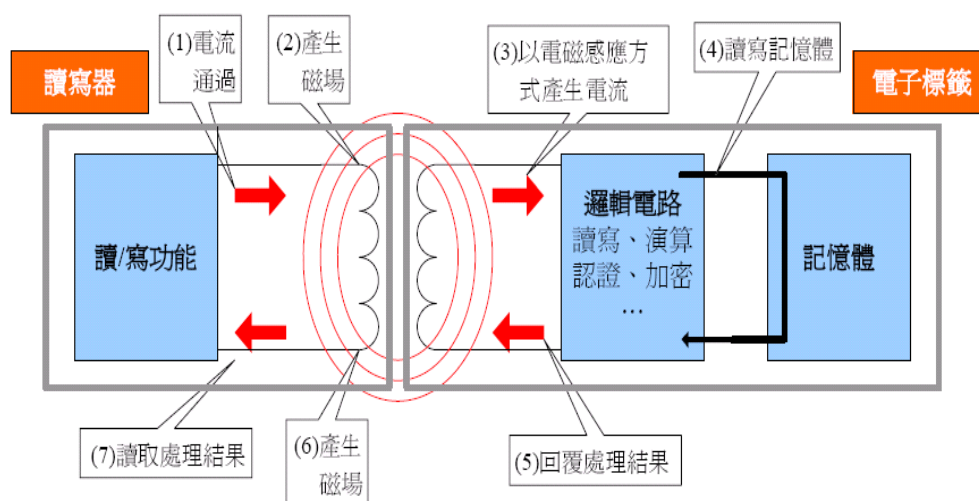 (1)電流
通過
(2)產生
磁場
(3)以電磁感應方
式產生電流
(4)讀寫記憶體
讀寫器
電子標籤
讀/寫功能
邏輯電路
讀寫、演算
認證、加密
…
記憶體
(7)讀取處理結果
(6)產生
磁場
(5)回覆處理結果